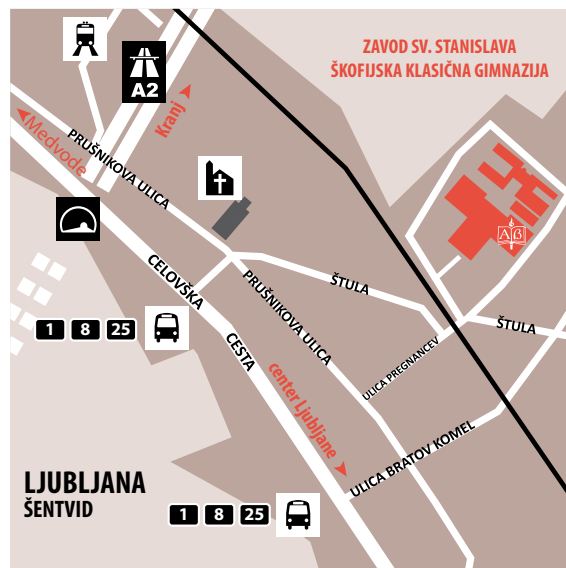 ZAVOD SV. STANISLAVA
ŠKOFIJSKA KLASIČNA GIMNAZIJA
A2
Kranj
Medvode
PRUŠNIKOVA ULICA
CELOVŠKA
CESTA
PRUŠNIKOVA ULICA
ŠTULA
ŠTULA
ULICA PREGNANCEV
1 8 25
center Ljubljane
ULICA BRATOV KOMEL
LJUBLJANA
ŠENTVID
1 8 25